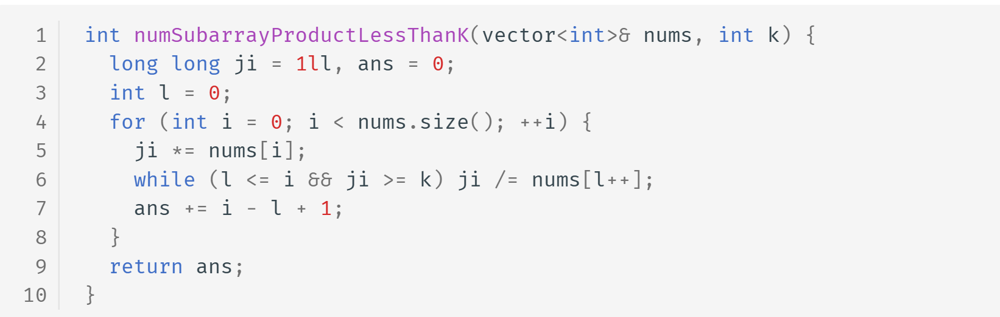 1 int numSubarrayProductLessThanK(vector<int>& nums, int k) {
2   long long ji = 1ll, ans = 0;
3   int l = 0;
4   for (int i = 0; i < nums.size(); ++i) {
5     ji *= nums[i];
6     while (l <= i && ji >= k) ji /= nums[l++];
7     ans += i - l + 1;
8   }
9   return ans;
10 }